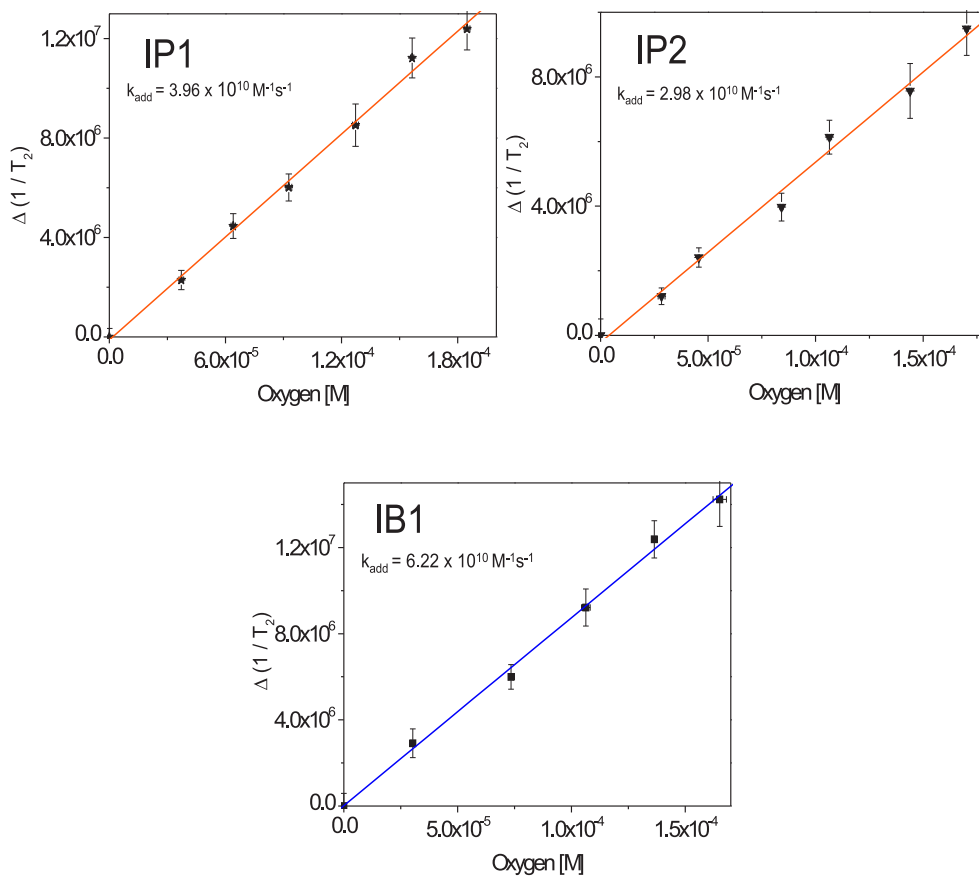 IP1
k_add = 3.96 x 10^10 M^-1s^-1
Δ (1 / T_2)
1.2x10^7
8.0x10^6
4.0x10^6
0.0
0.0 6.0x10^-5 1.2x10^-4 1.8x10^-4
Oxygen [M]
IP2
k_add = 2.98 x 10^10 M^-1s^-1
Δ (1 / T_2)
8.0x10^6
4.0x10^6
0.0
0.0 5.0x10^-5 1.0x10^-4 1.5x10^-4
Oxygen [M]
IB1
k_add = 6.22 x 10^10 M^-1s^-1
Δ (1 / T_2)
1.2x10^7
8.0x10^6
4.0x10^6
0.0
0.0 5.0x10^-5 1.0x10^-4 1.5x10^-4
Oxygen [M]